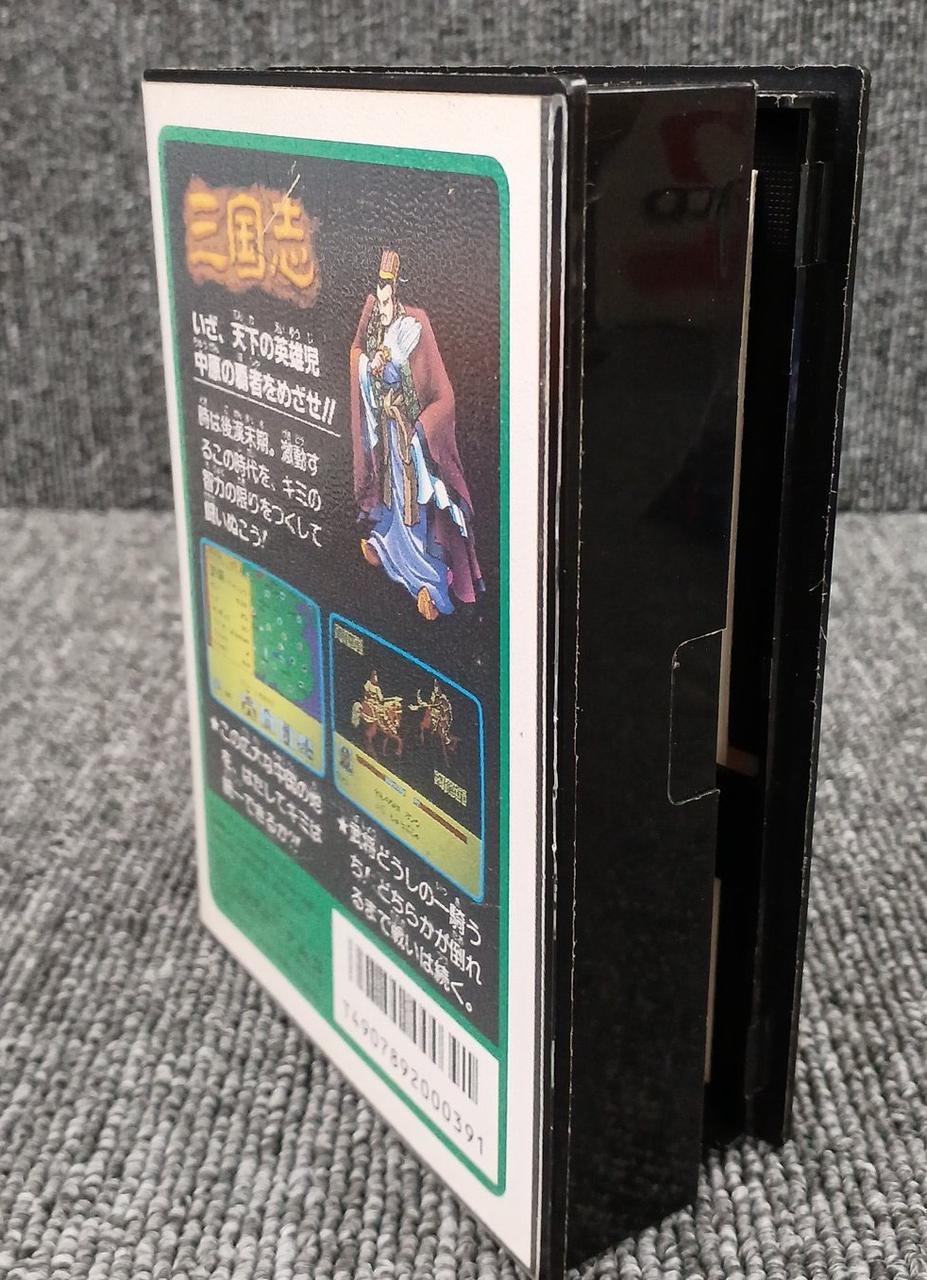 三国志
いざ、天下の英雄児
中原の覇者をめざせ!!
時は後漢末期。激動す
るこの時代を、キミの
智力の限りをつくして
闘いぬこう!
★この広大な中国の地
を、はたしてキミは
統一できるか?!
★武将どうしの一騎う
ち! どちらかが倒れ
るまで戦いは続く。
T4907892000391